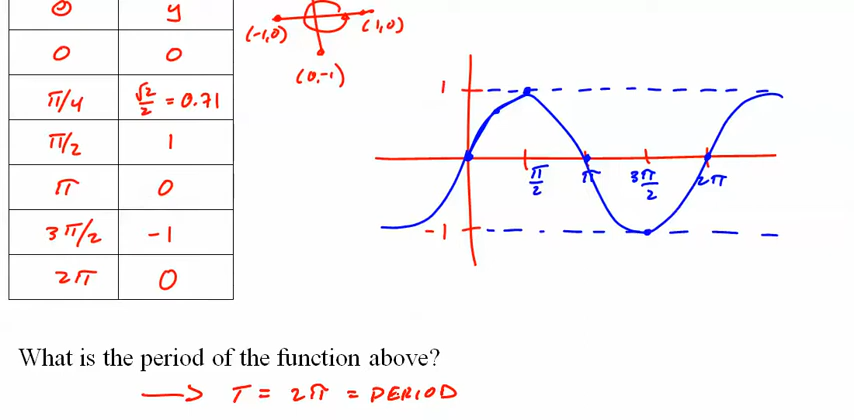 θ y
(-1,0) (1,0)
0 0
(0,-1)
π/4 √2/2 = 0.71
1
π/2 1
π/2 π 3π/2 2π
π 0
3π/2 -1
-1
2π 0
What is the period of the function above?
→ T = 2π = PERIOD